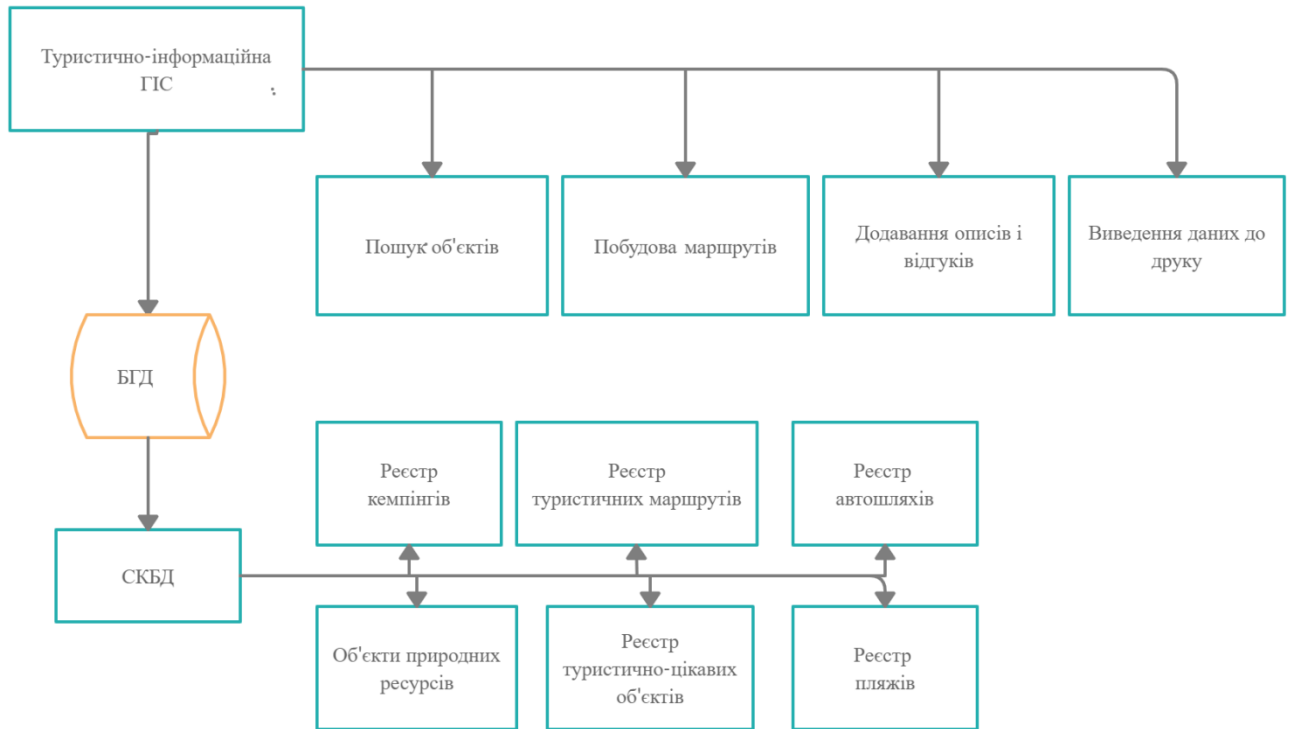 Туристично-інформаційна
ГІС
Пошук об'єктів
Побудова маршрутів
Додавання описів і
відгуків
Виведення даних до
друку
БГД
СКБД
Реєстр
кемпінгів
Реєстр
туристичних маршрутів
Реєстр
автошляхів
Об'єкти природних
ресурсів
Реєстр
туристично-цікавих
об'єктів
Реєстр
пляжів